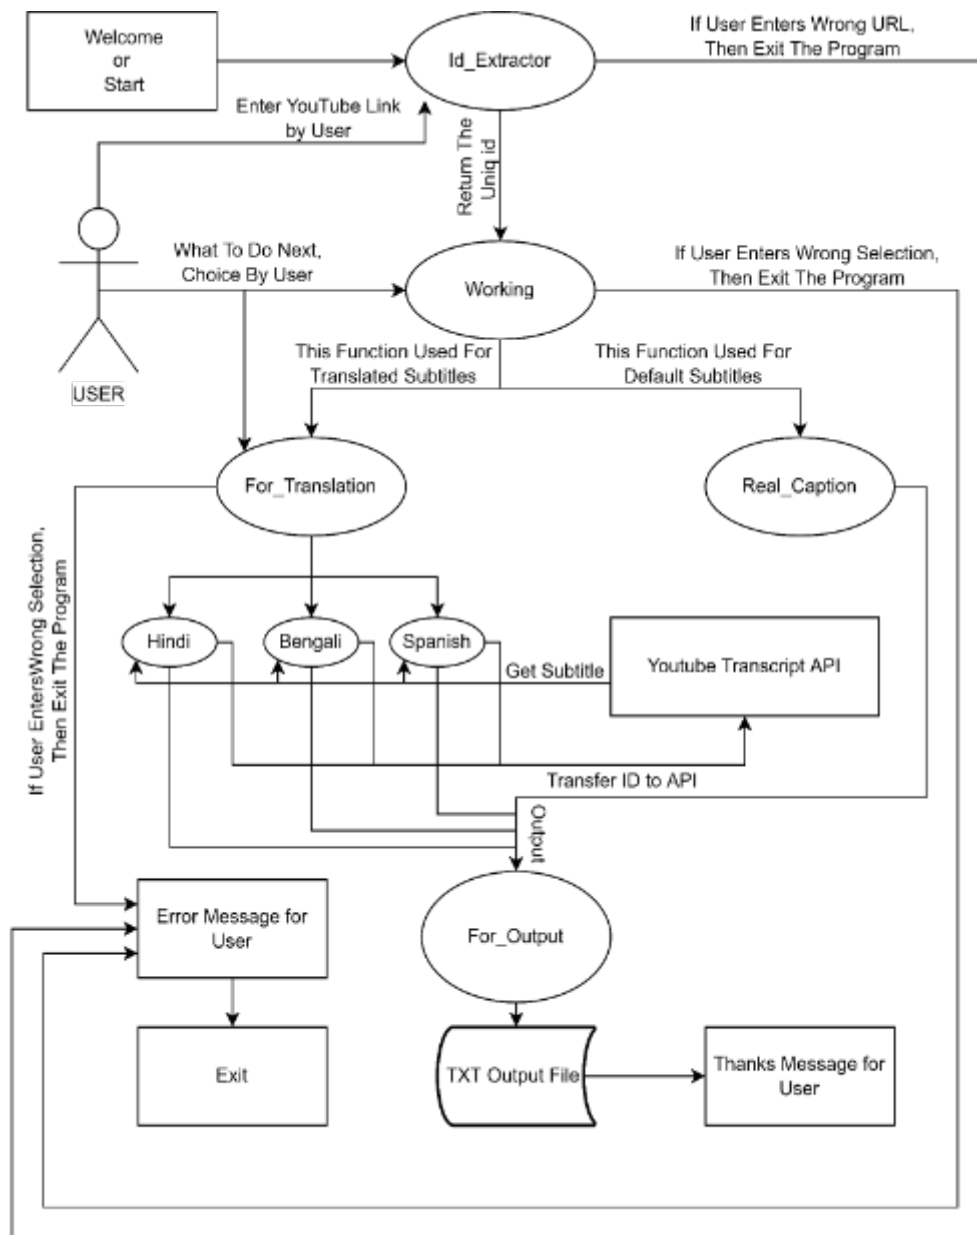 Welcome
or
Start
Id_Extractor
If User Enters Wrong URL,
Then Exit The Program
Enter YouTube Link
by User
Return The
Uniq id
What To Do Next,
Choice By User
Working
If User Enters Wrong Selection,
Then Exit The Program
USER
This Function Used For
Translated Subtitles
This Function Used For
Default Subtitles
For_Translation
Real_Caption
If User EntersWrong Selection,
Then Exit The Program
Hindi
Bengali
Spanish
Get Subtitle
Youtube Transcript API
Transfer ID to API
Output
Error Message for
User
For_Output
Exit
TXT Output File
Thanks Message for
User